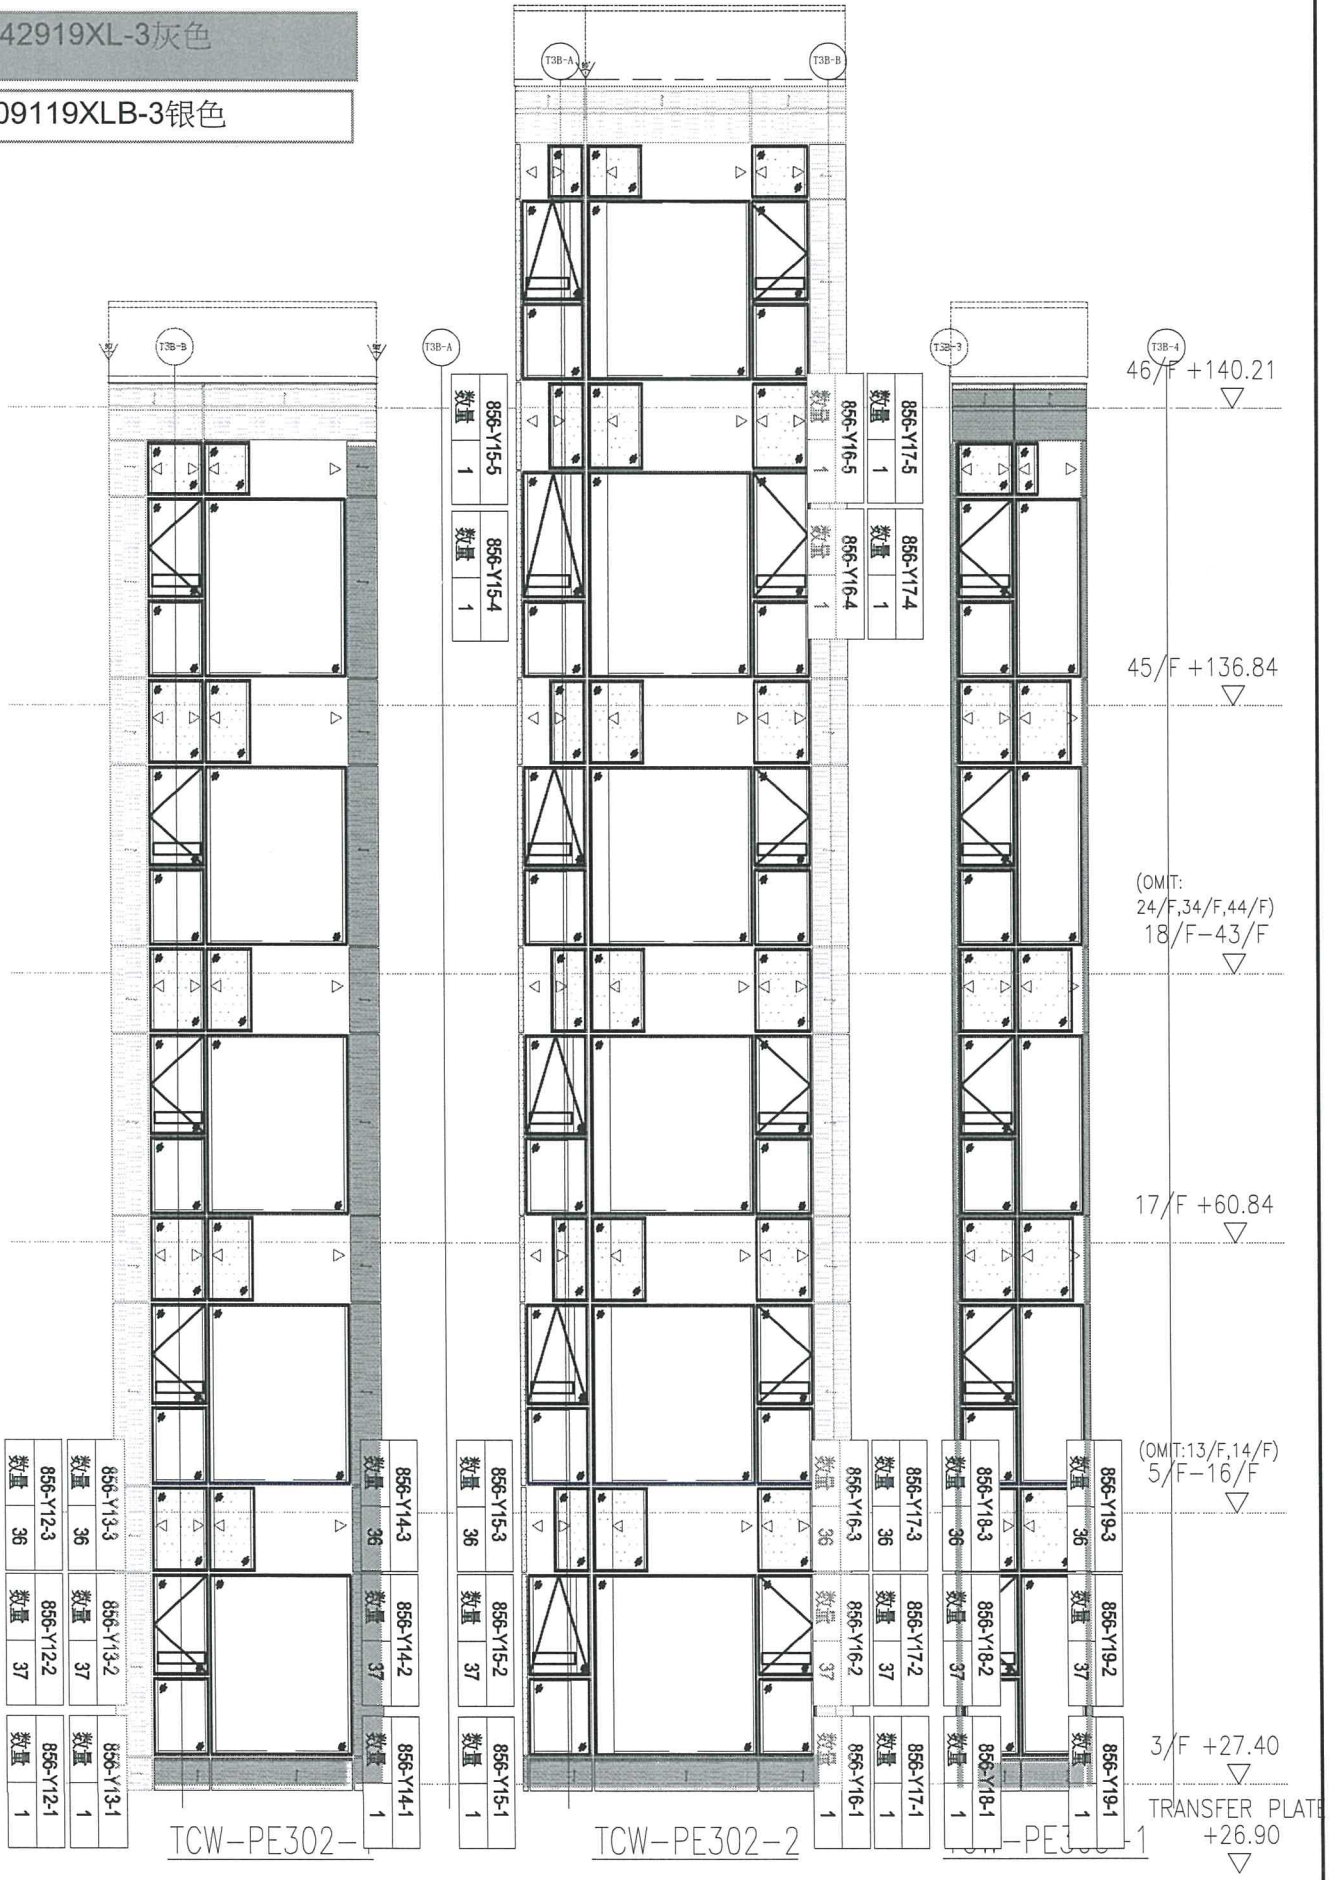 42919XL-3灰色
09119XLB-3银色
T3B-A
T3B-B
T3B-B
T3B-A
T3B-4
46/F +140.21
856-Y15-5
数量 1
856-Y16-5
数量 1
856-Y17-5
数量 1
856-Y15-4
数量 1
856-Y16-4
数量 1
856-Y17-4
数量 1
45/F +136.84
(OMIT:
24/F,34/F,44/F)
18/F-43/F
17/F +60.84
(OMIT:13/F,14/F)
5/F-16/F
856-Y12-3
数量 36
856-Y13-3
数量 36
856-Y14-3
数量 36
856-Y15-3
数量 36
856-Y16-3
数量 36
856-Y17-3
数量 36
856-Y18-3
数量 36
856-Y19-3
数量 36
856-Y12-2
数量 37
856-Y13-2
数量 37
856-Y14-2
数量 37
856-Y15-2
数量 37
856-Y16-2
数量 37
856-Y17-2
数量 37
856-Y18-2
数量 37
856-Y19-2
数量 37
856-Y12-1
数量 1
856-Y13-1
数量 1
856-Y14-1
数量 1
856-Y15-1
数量 1
856-Y16-1
数量 1
856-Y17-1
数量 1
856-Y18-1
数量 1
856-Y19-1
数量 1
3/F +27.40
TRANSFER PLATE
+26.90
TCW-PE302-
TCW-PE302-2